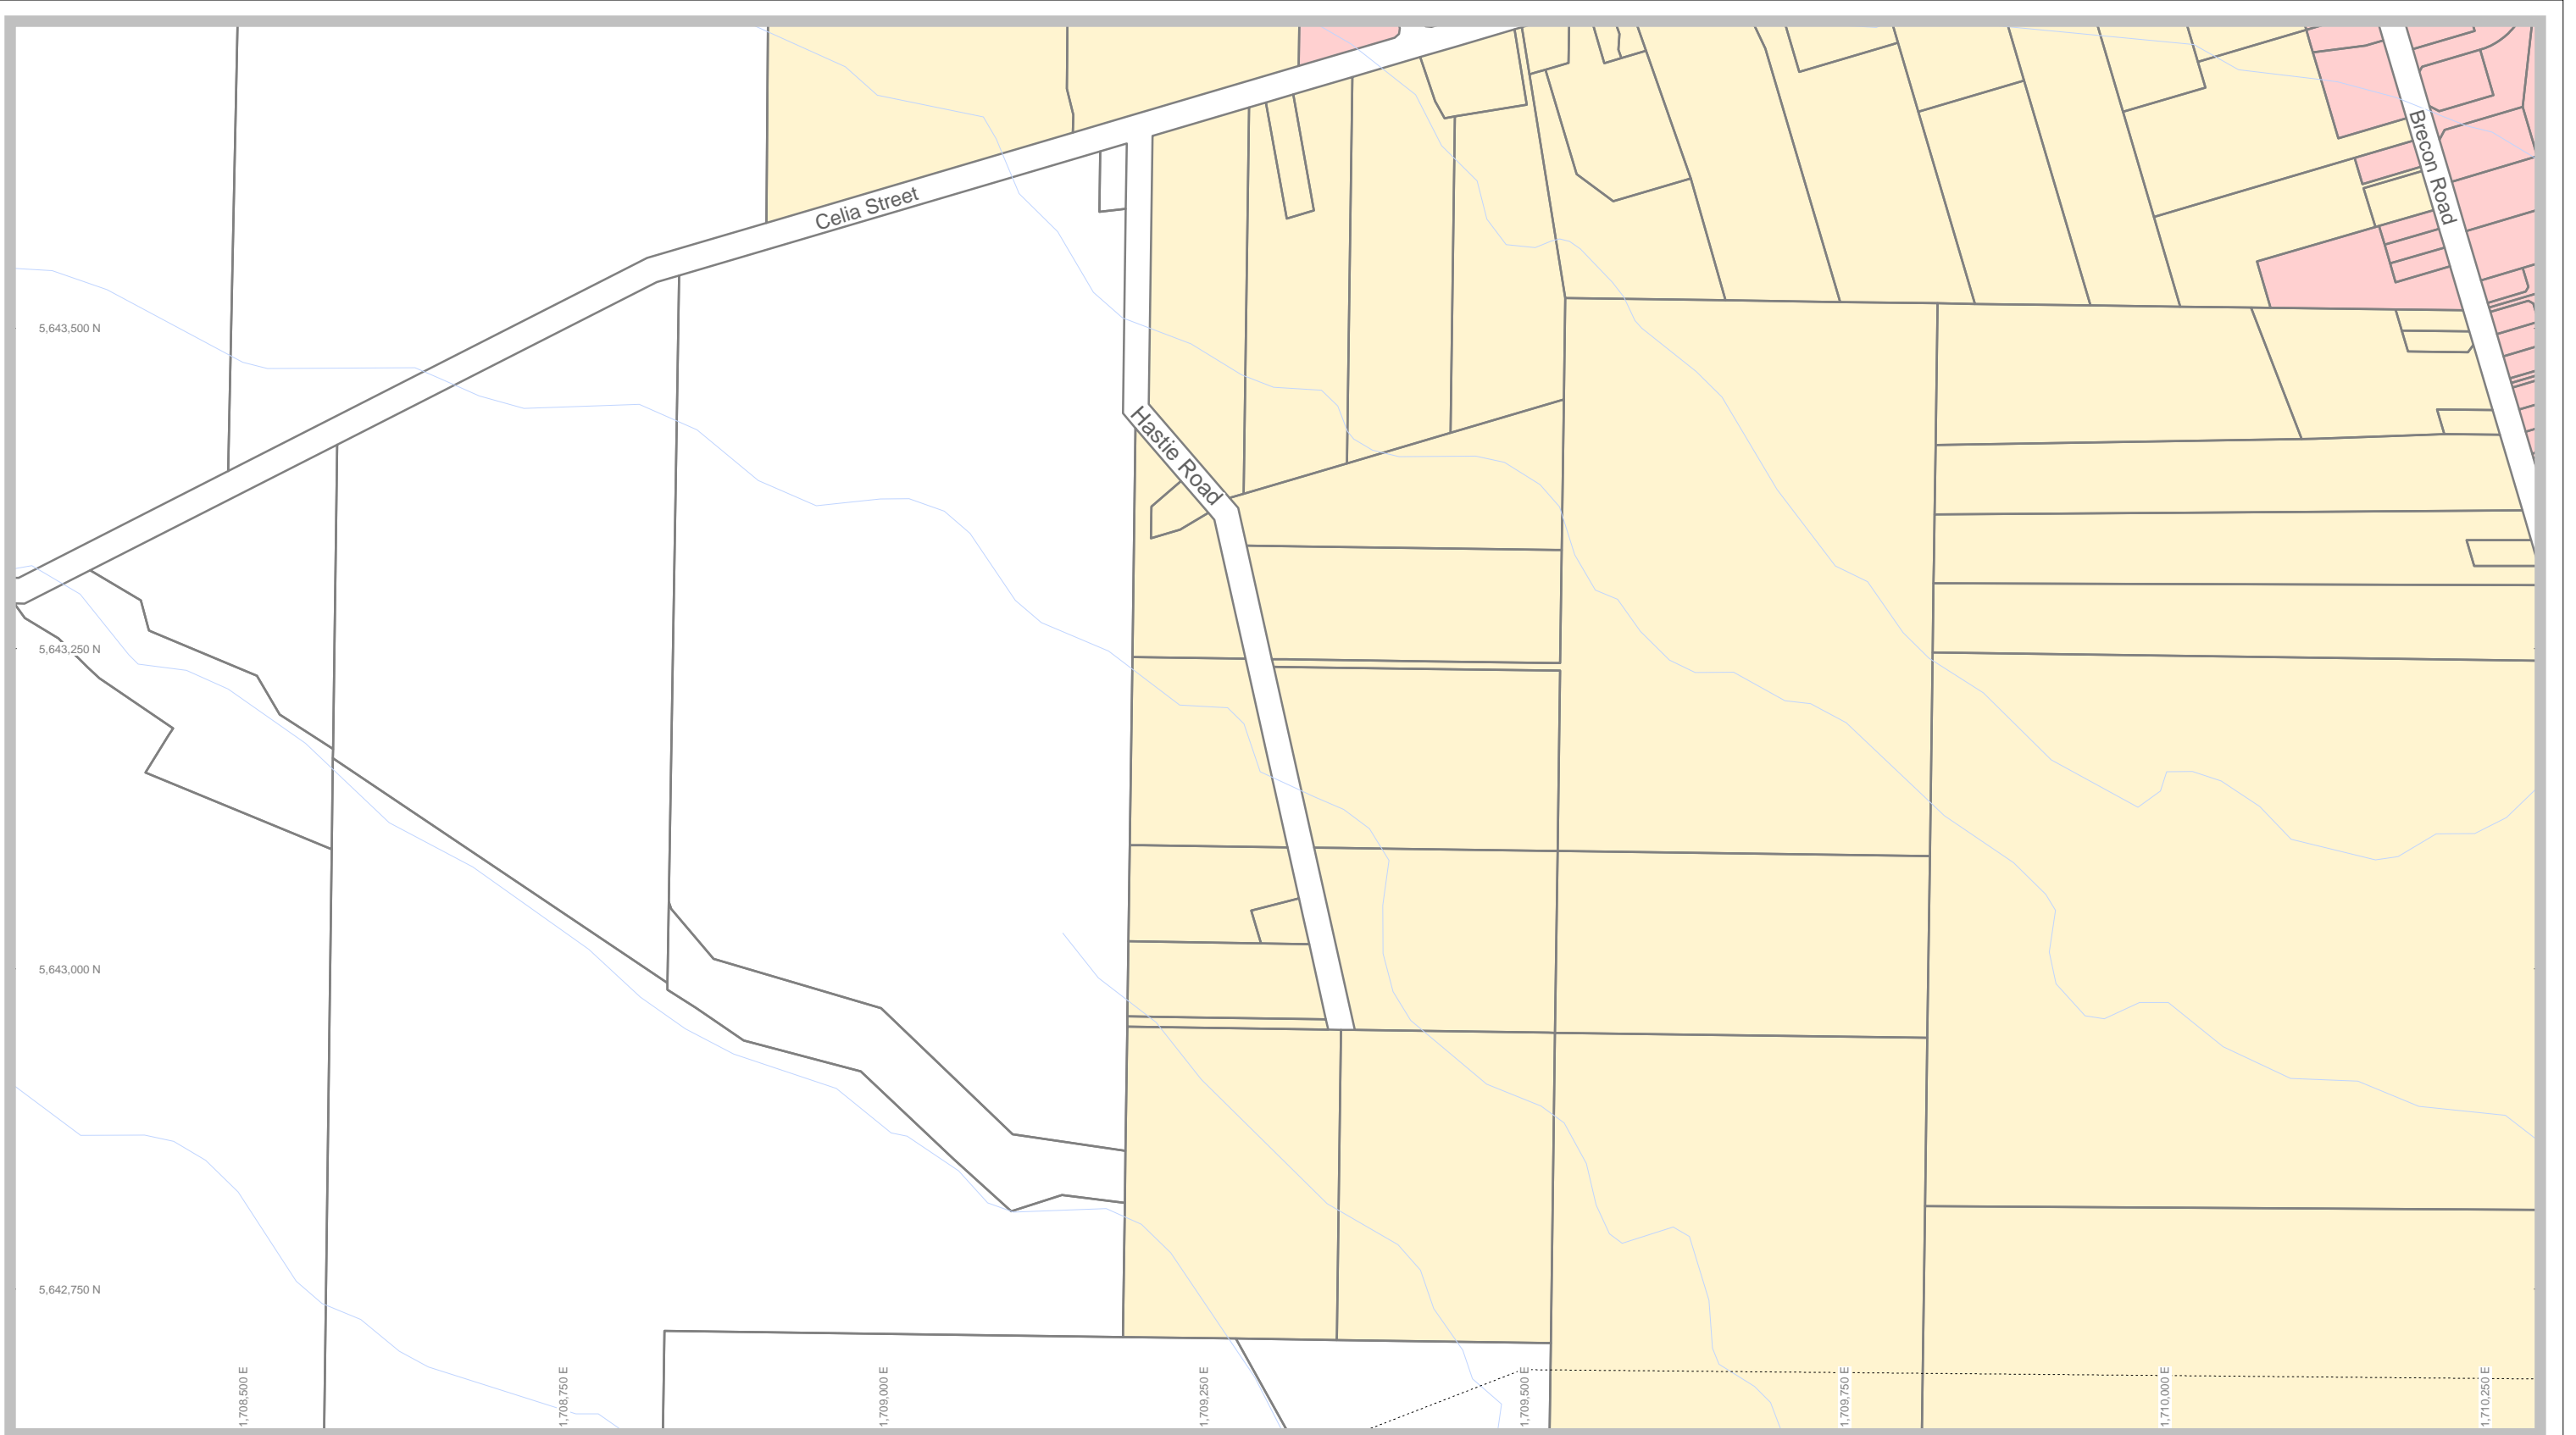 Brecon Road
Celia Street
5,643,500 N
Hastie Road
5,643,250 N
5,643,000 N
5,642,750 N
1,708,500 E
1,708,750 E
1,709,000 E
1,709,250 E
1,709,500 E
1,709,750 E
1,710,000 E
1,710,250 E